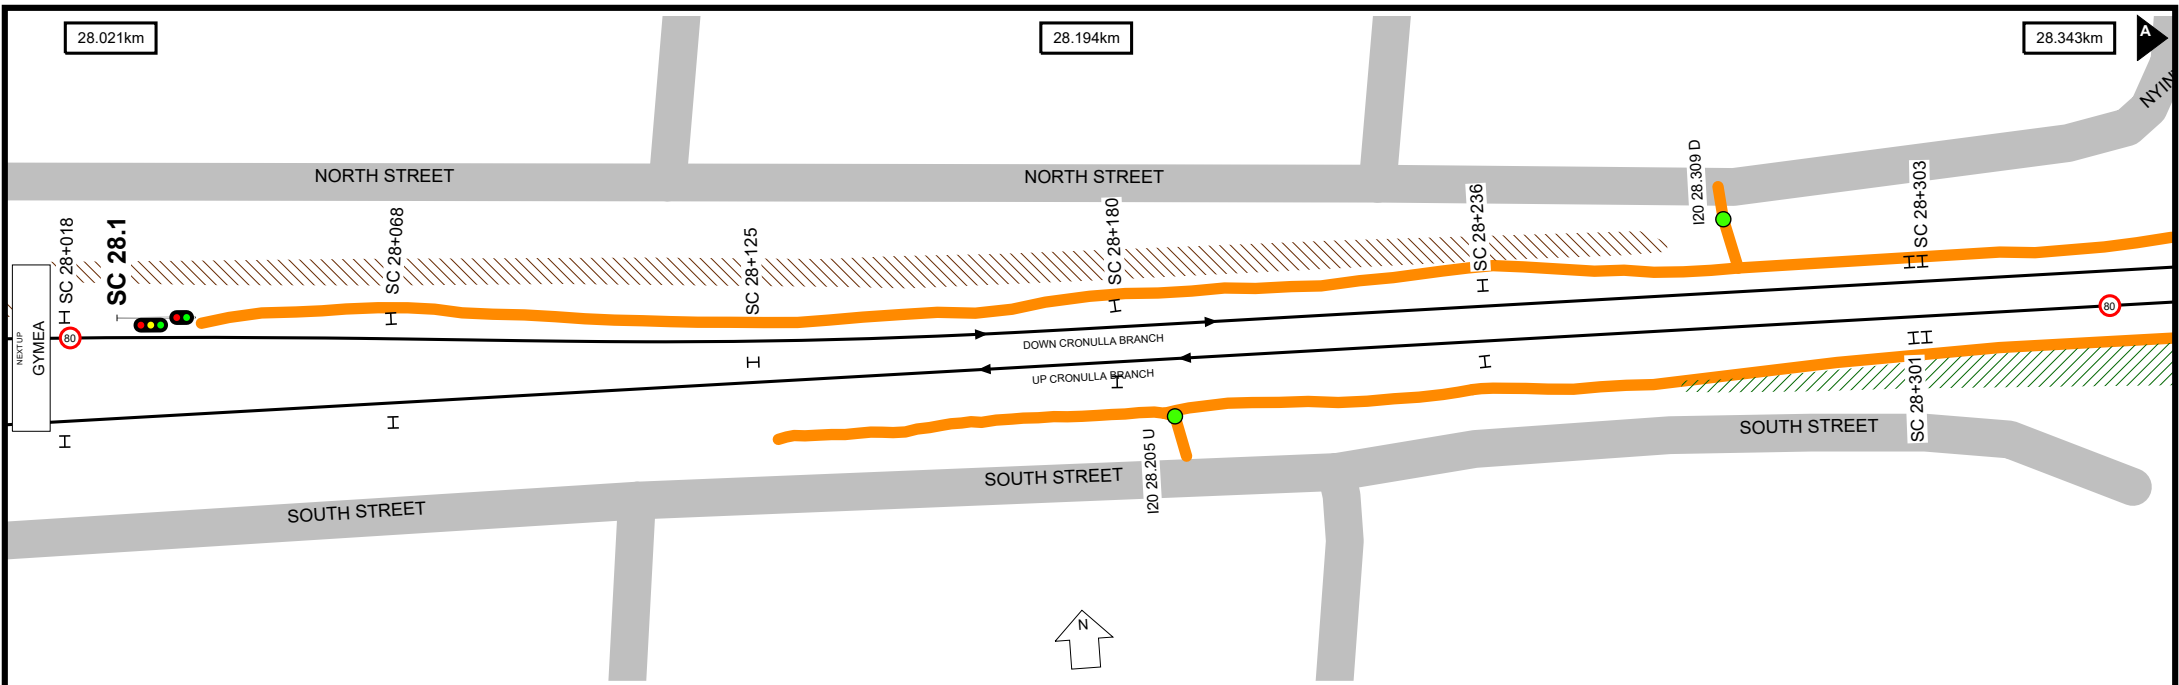 28.021km
28.194km
28.343km
A
NYIN
NORTH STREET
NORTH STREET
I20 28.309 D
SC 28+018
SC 28.1
SC 28+068
SC 28+125
SC 28+180
SC 28+236
SC 28+303
NEXT UP
GYMEA
80
80
DOWN CRONULLA BRANCH
UP CRONULLA BRANCH
SC 28+301
I20 28.205 U
SOUTH STREET
SOUTH STREET
SOUTH STREET
N